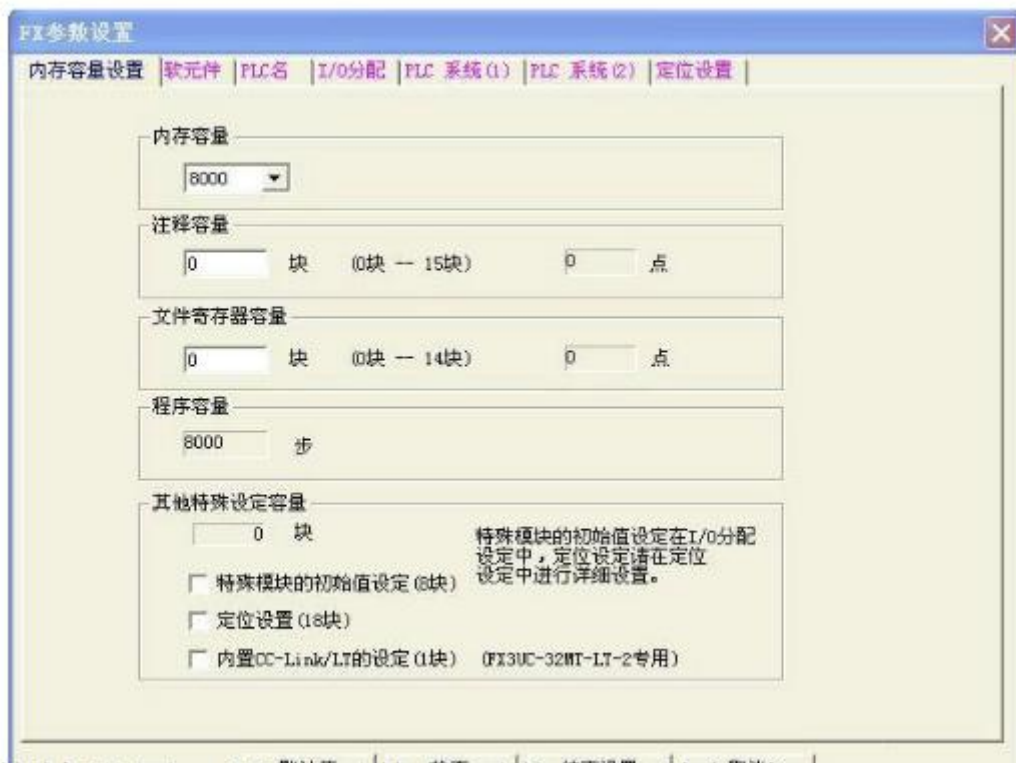 FX参数设置
内存容量设置 软元件 PLC名 I/O分配 PLC 系统(1) PLC 系统(2) 定位设置
内存容量
8000
注释容量
0 块 (0块 -- 15块) 0 点
文件寄存器容量
0 块 (0块 -- 14块) 0 点
程序容量
8000 步
其他特殊设定容量
0 块
特殊模块的初始值设定在I/O分配
设定中，定位设定请在定位
设定中进行详细设置。
特殊模块的初始值设定(8块)
定位设置(18块)
内置CC-Link/LT的设定(1块) (FX3UC-32MT-LT-2专用)